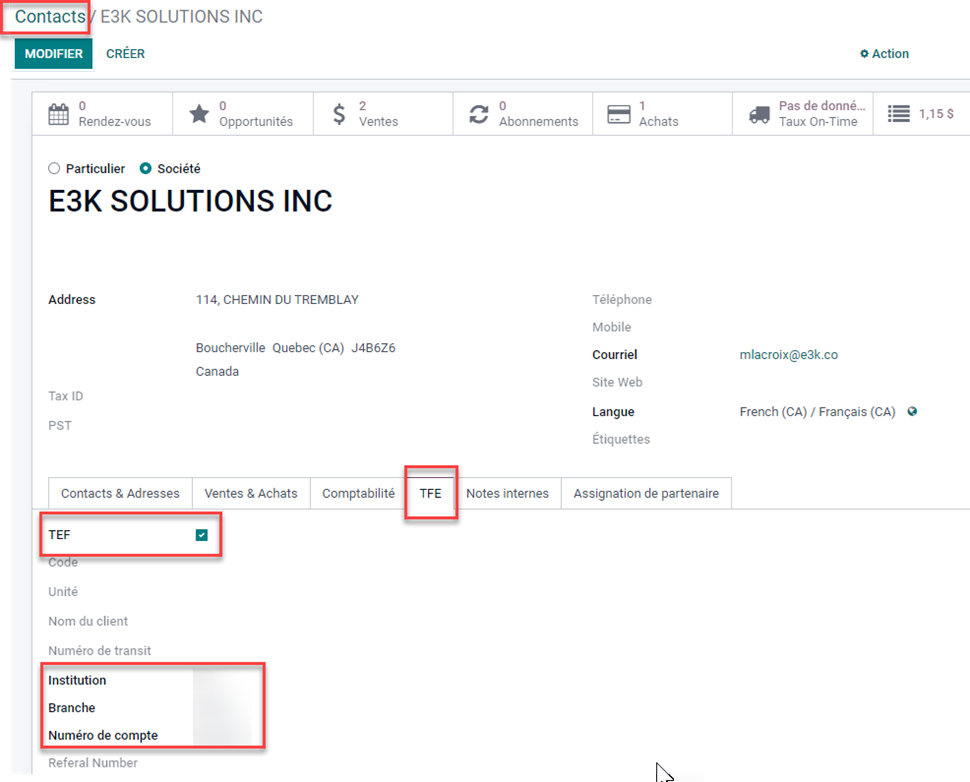 Contacts / E3K SOLUTIONS INC
MODIFIER CRÉER Action
0 Rendez-vous
0 Opportunités
2 Ventes
0 Abonnements
1 Achats
Pas de donné... Taux On-Time
1,15 $
Particulier Société
E3K SOLUTIONS INC
Address 114, CHEMIN DU TREMBLAY
Boucherville Quebec (CA) J4B6Z6
Canada
Tax ID
PST
Téléphone
Mobile
Courriel mlacroix@e3k.co
Site Web
Langue French (CA) / Français (CA)
Étiquettes
Contacts & Adresses Ventes & Achats Comptabilité TFE Notes internes Assignation de partenaire
TEF
Code
Unité
Nom du client
Numéro de transit
Institution
Branche
Numéro de compte
Referal Number